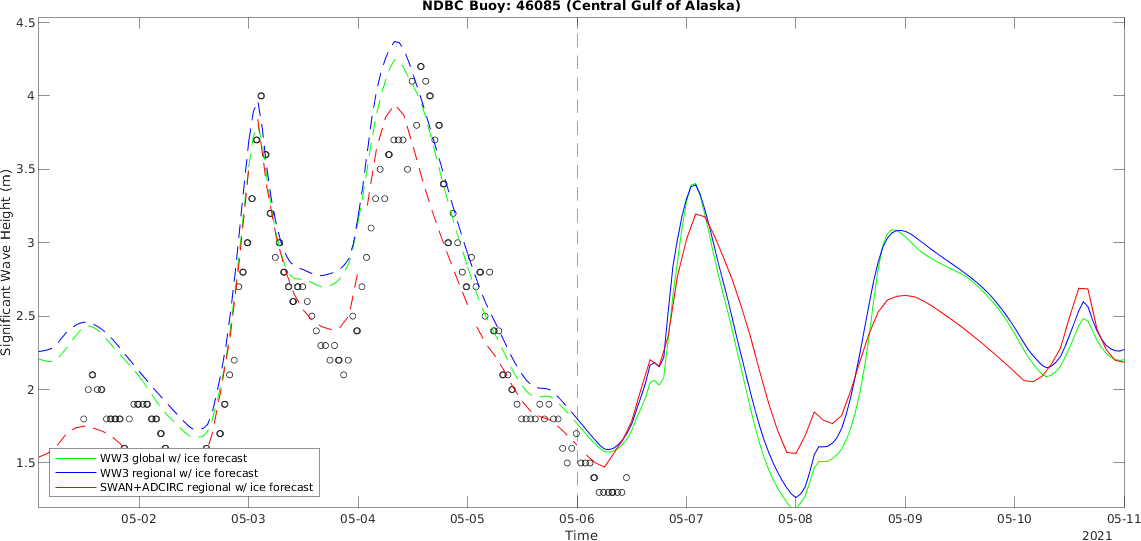 NDBC Buoy: 46085 (Central Gulf of Alaska)
4.5
4
3.5
3
2.5
2
1.5
Significant Wave Height (m)
WW3 global w/ ice forecast
WW3 regional w/ ice forecast
SWAN+ADCIRC regional w/ ice forecast
05-02 05-03 05-04 05-05 05-06 05-07 05-08 05-09 05-10 05-11
Time
2021